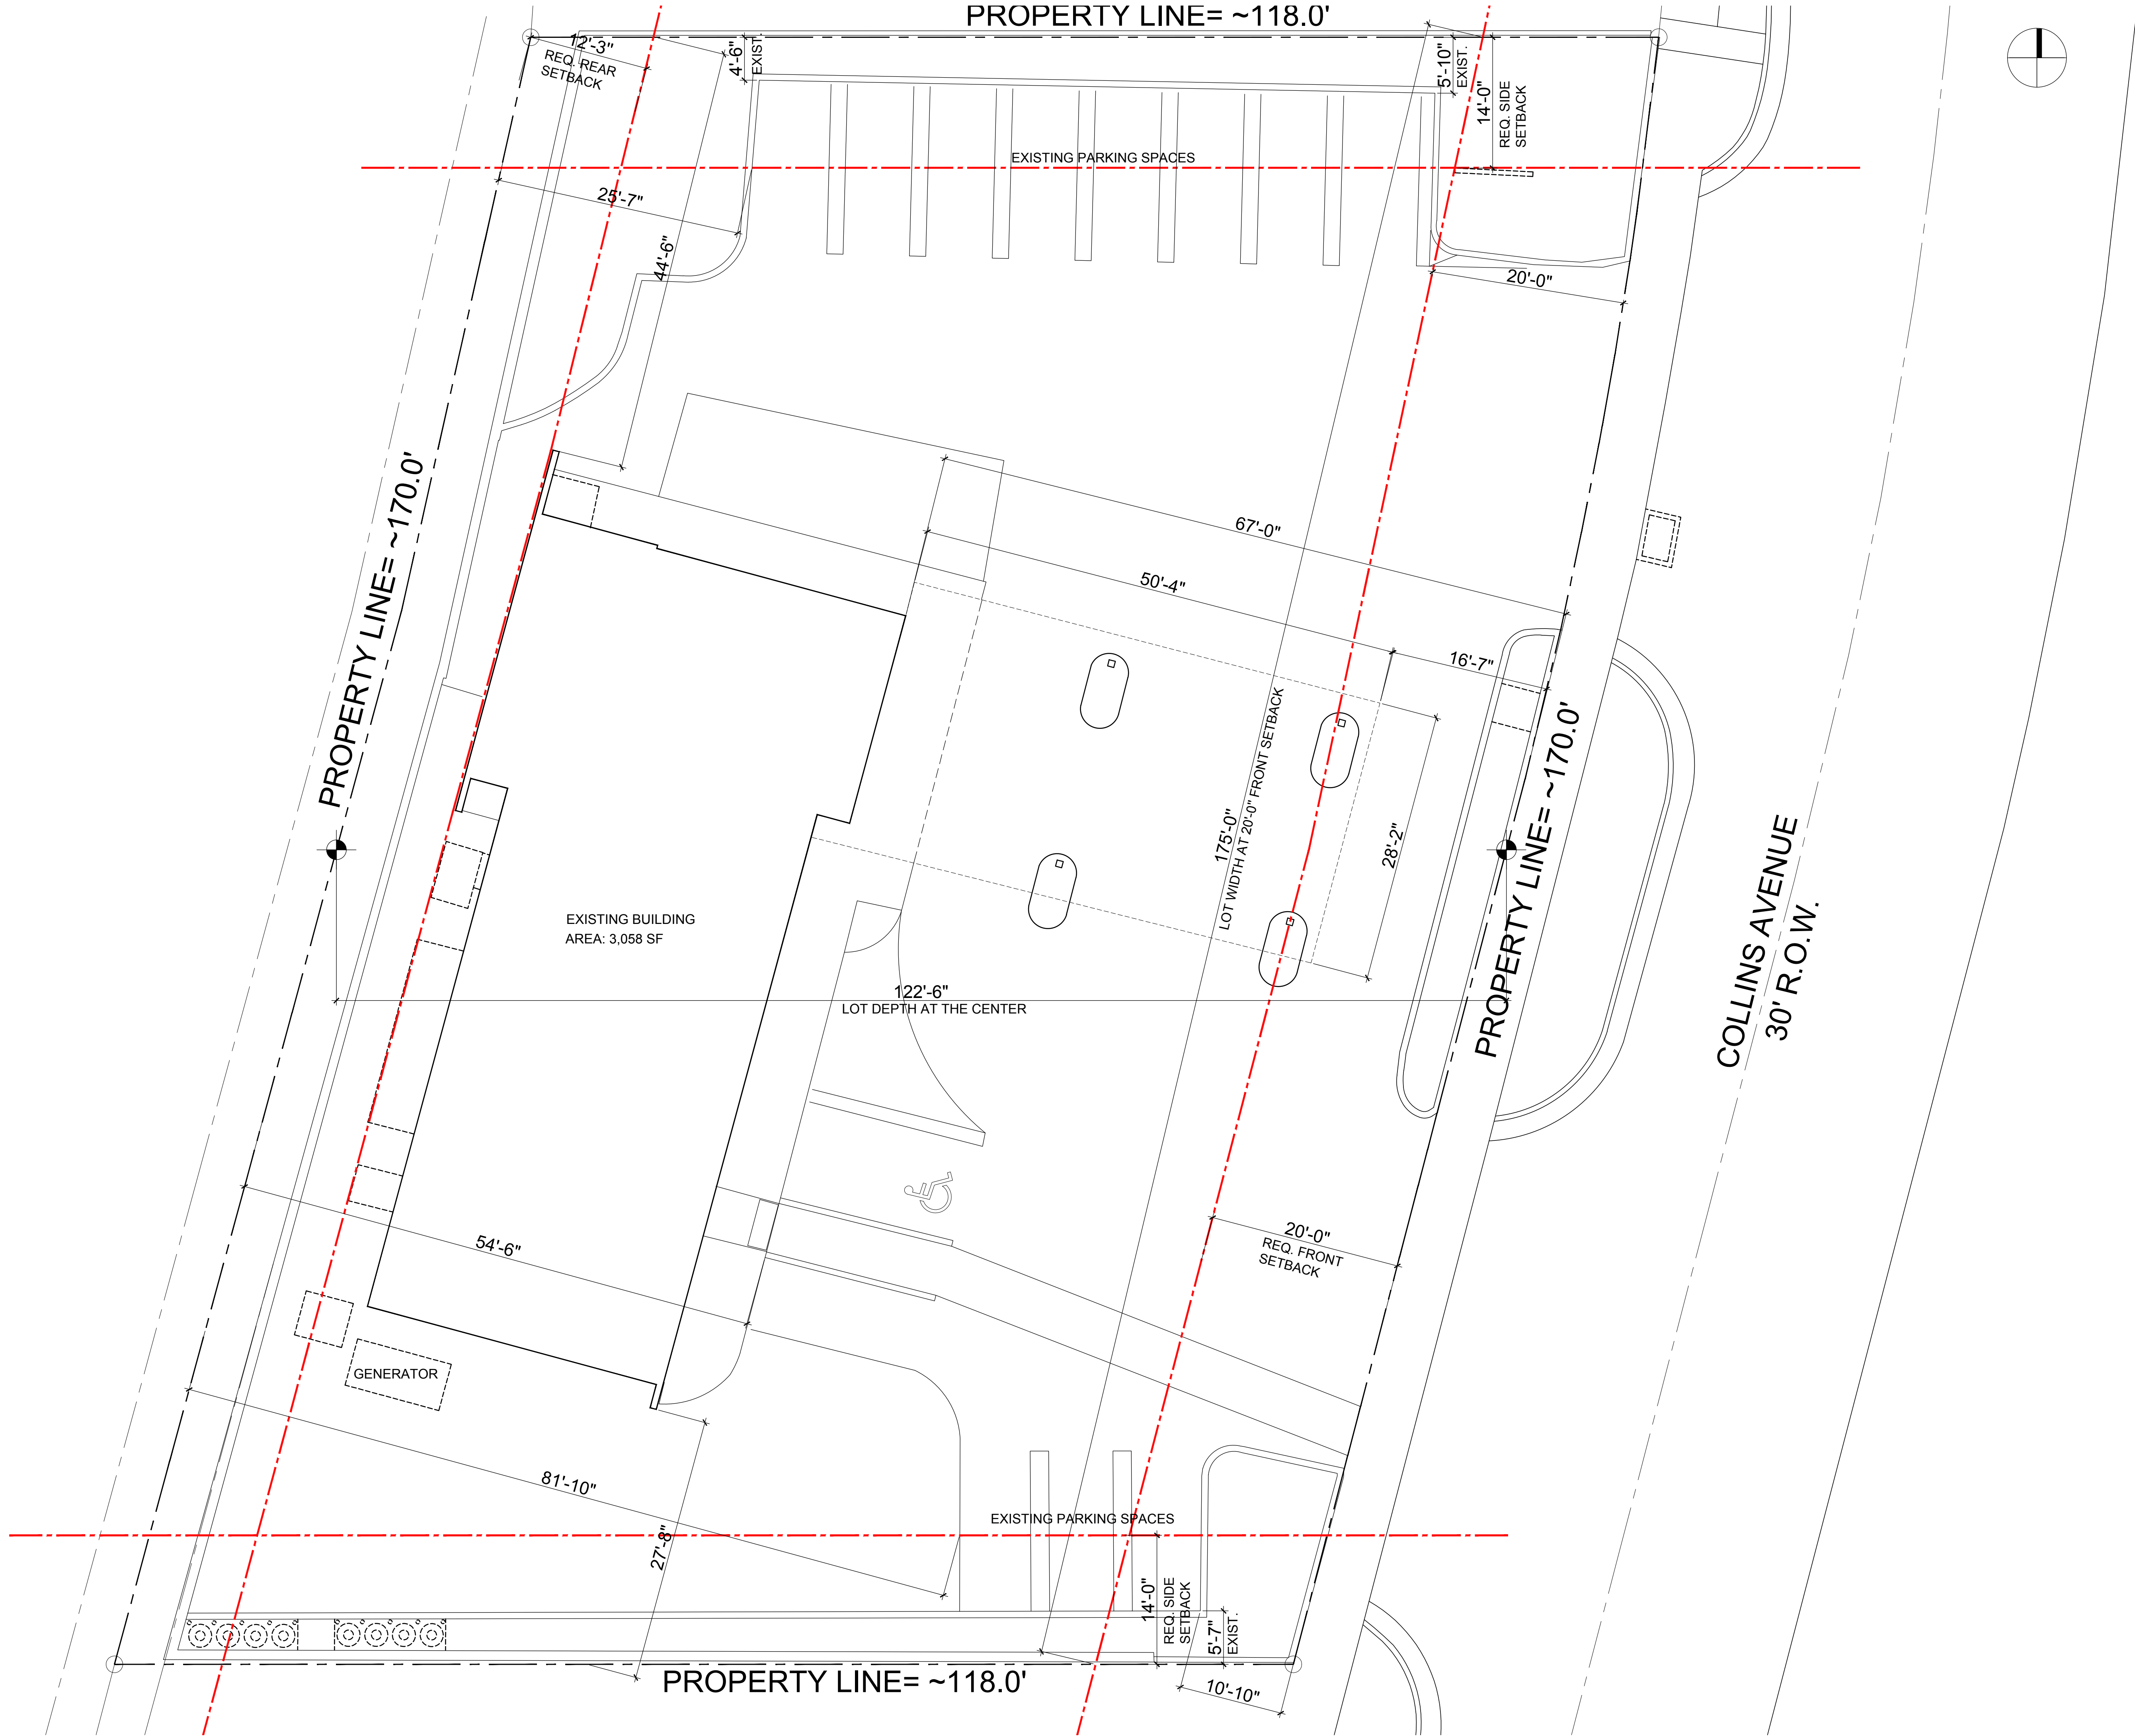 PROPERTY LINE= ~118.0'
12'-3"
REQ. REAR
SETBACK
4'-6"
EXIST.
5'-10"
EXIST.
14'-0"
REQ. SIDE
SETBACK
EXISTING PARKING SPACES
25'-7"
44'-6"
20'-0"
PROPERTY LINE= ~170.0'
67'-0"
50'-4"
16'-7"
175'-0"
LOT WIDTH AT 20'-0" FRONT SETBACK
28'-2"
PROPERTY LINE= ~170.0'
COLLINS AVENUE
30' R.O.W.
EXISTING BUILDING
AREA: 3,058 SF
122'-6"
LOT DEPTH AT THE CENTER
54'-6"
20'-0"
REQ. FRONT
SETBACK
GENERATOR
81'-10"
27'-8"
EXISTING PARKING SPACES
14'-0"
REQ. SIDE
SETBACK
5'-7"
EXIST.
10'-10"
PROPERTY LINE= ~118.0'